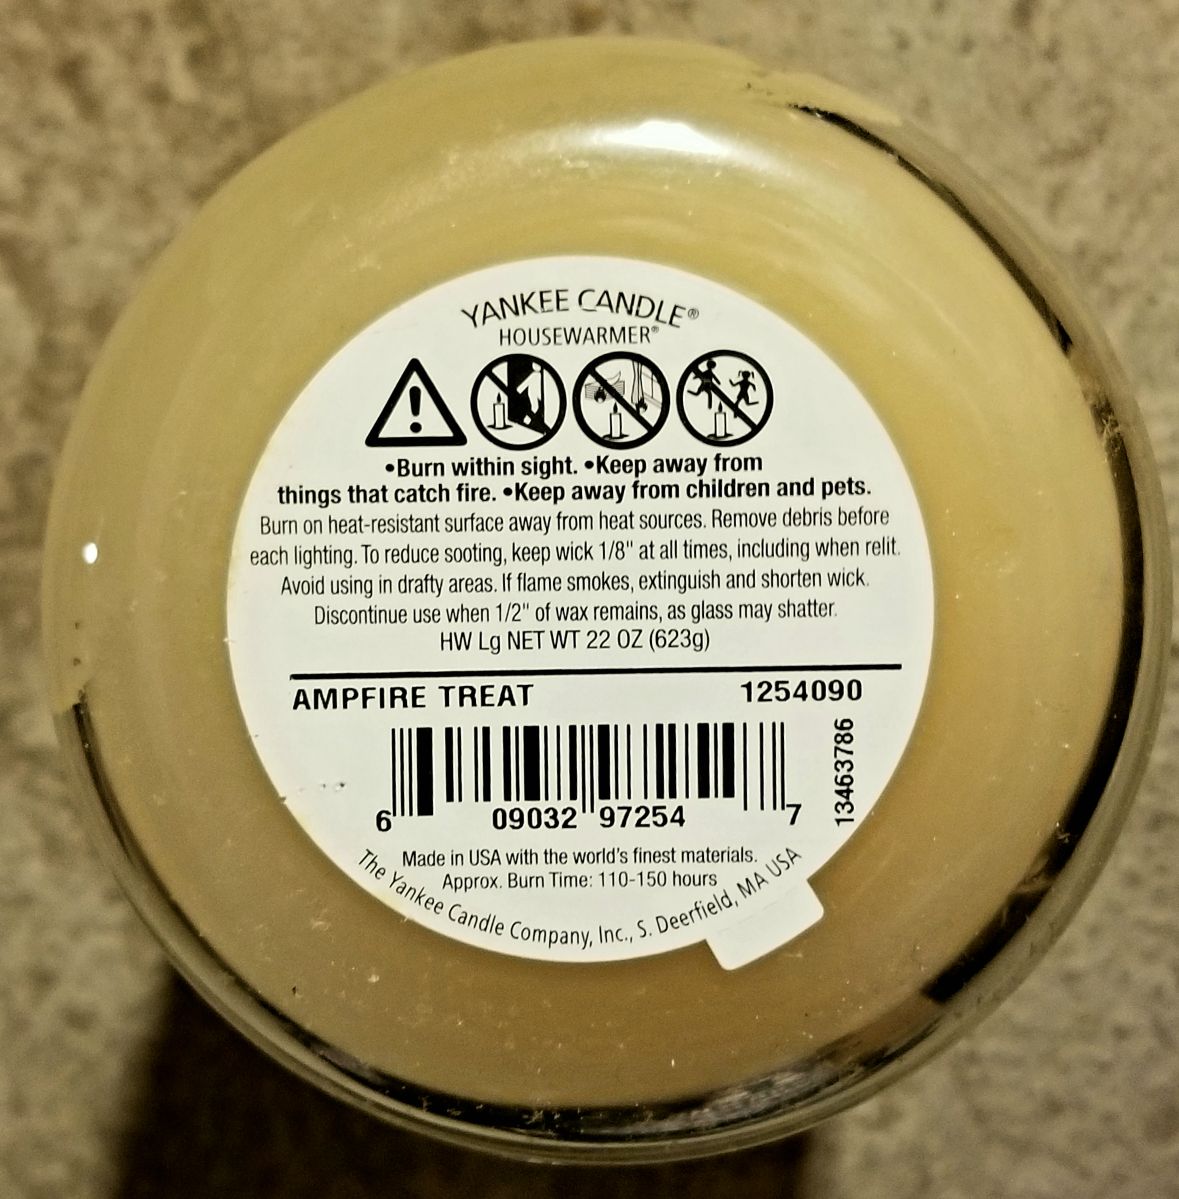 YANKEE CANDLE®
HOUSEWARMER®
•Burn within sight. •Keep away from
things that catch fire. •Keep away from children and pets.
Burn on heat-resistant surface away from heat sources. Remove debris before
each lighting. To reduce sooting, keep wick 1/8" at all times, including when relit.
Avoid using in drafty areas. If flame smokes, extinguish and shorten wick.
Discontinue use when 1/2" of wax remains, as glass may shatter.
HW Lg NET WT 22 OZ (623g)
AMPFIRE TREAT 1254090
13463786
6 09032 97254 7
Made in USA with the world's finest materials.
Approx. Burn Time: 110-150 hours
The Yankee Candle Company, Inc., S. Deerfield, MA USA